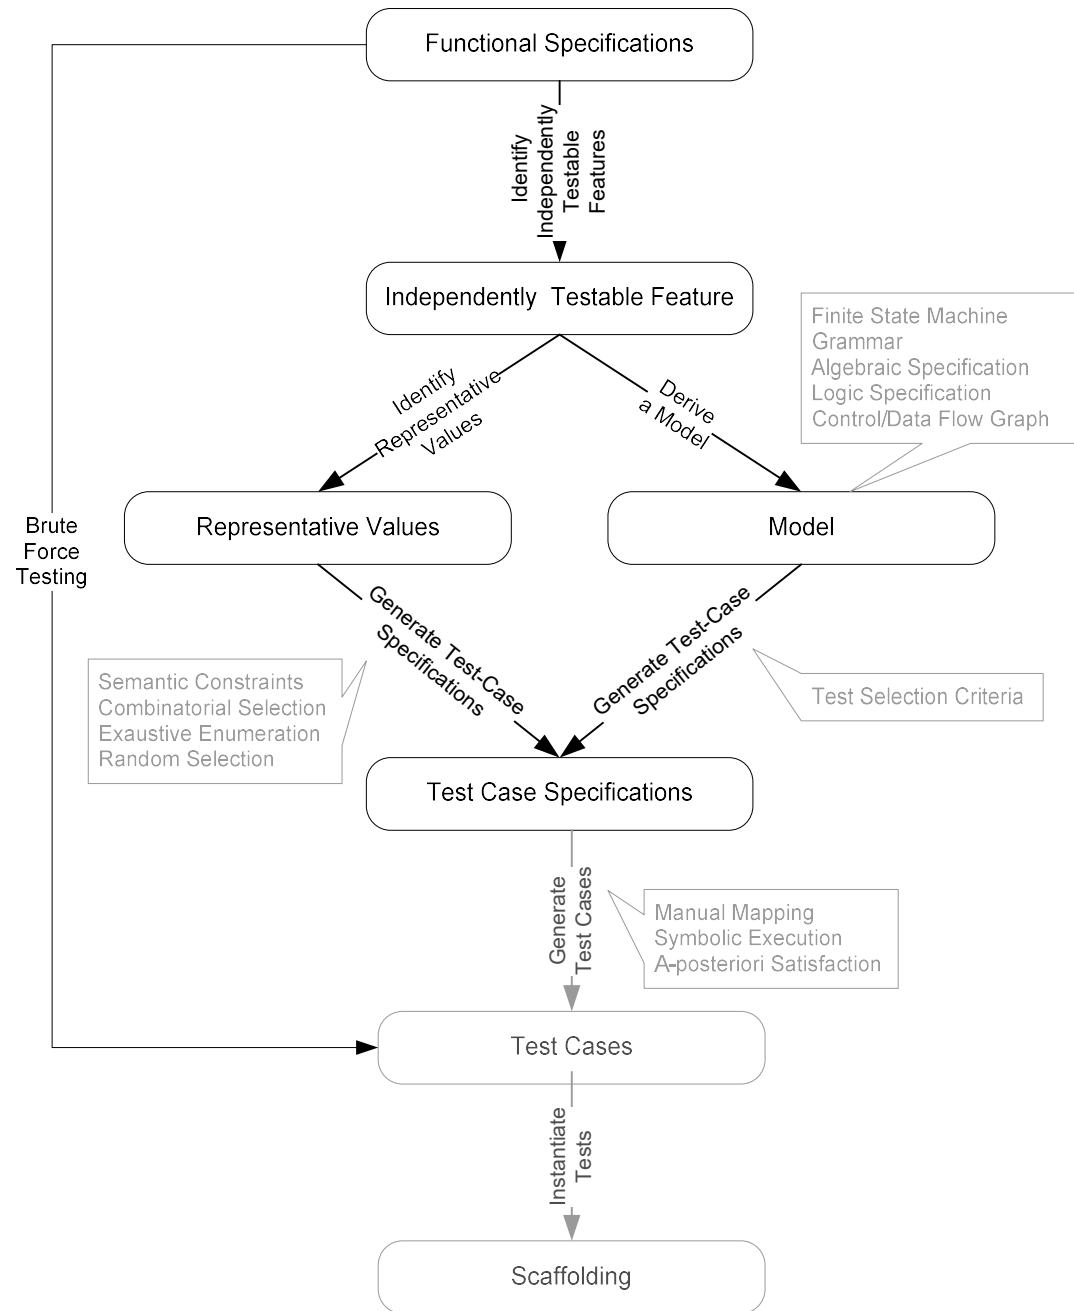 Functional Specifications
Identify
Independently
Testable
Features
Independently Testable Feature
Finite State Machine
Grammar
Algebraic Specification
Logic Specification
Control/Data Flow Graph
Identify
Representative
Values
Derive
a Model
Representative Values
Model
Brute
Force
Testing
Generate Test-Case
Specifications
Generate Test-Case
Specifications
Semantic Constraints
Combinatorial Selection
Exaustive Enumeration
Random Selection
Test Selection Criteria
Test Case Specifications
Generate
Test Cases
Manual Mapping
Symbolic Execution
A-posteriori Satisfaction
Test Cases
Instantiate
Tests
Scaffolding